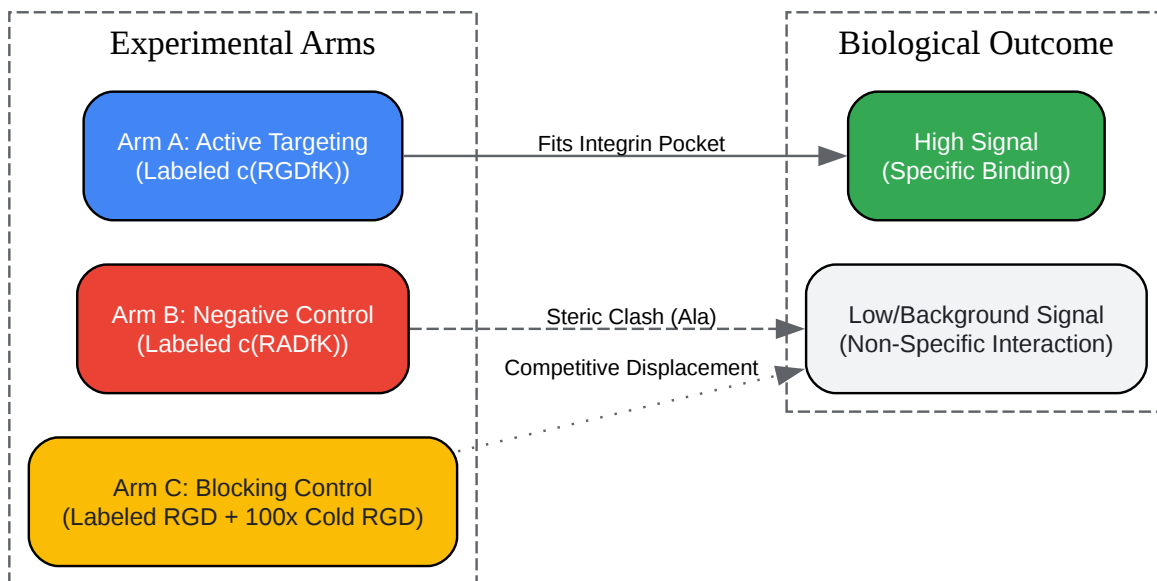 Experimental Arms
Biological Outcome
Arm A: Active Targeting
(Labeled c(RGDfK))
Fits Integrin Pocket
High Signal
(Specific Binding)
Arm B: Negative Control
(Labeled c(RADfK))
Steric Clash (Ala)
Low/Background Signal
(Non-Specific Interaction)
Competitive Displacement
Arm C: Blocking Control
(Labeled RGD + 100x Cold RGD)